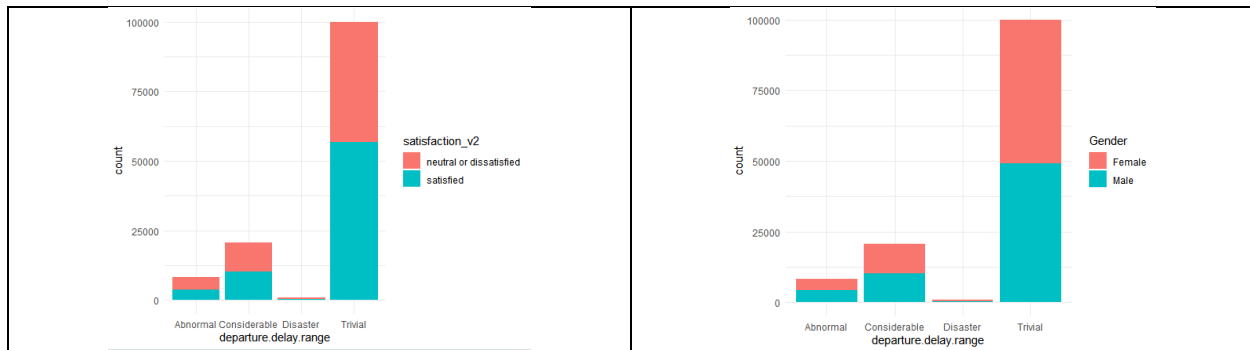 100000
75000
50000
25000
0
count
Abnormal Considerable Disaster Trivial
departure.delay.range
satisfaction_v2
neutral or dissatisfied
satisfied
100000
75000
50000
25000
0
count
Abnormal Considerable Disaster Trivial
departure.delay.range
Gender
Female
Male